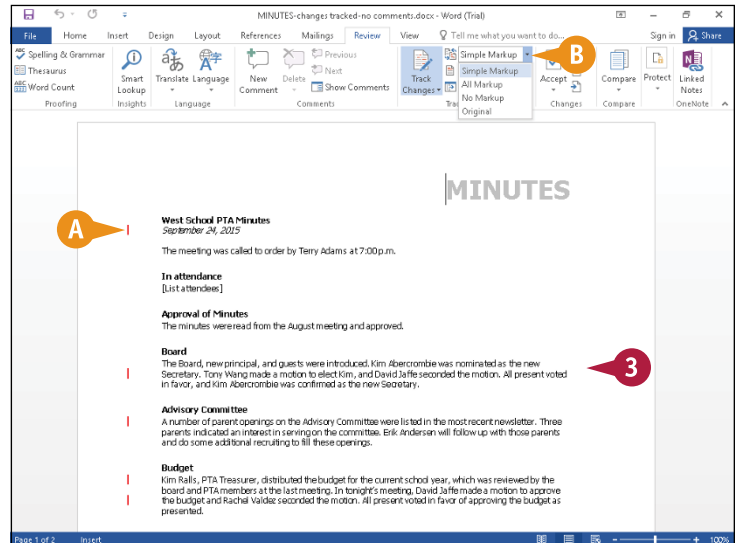 MINUTES-changes tracked-no comments.docx - Word (Trial)
File Home Insert Design Layout References Mailings Review View Tell me what you want to do... Sign in Share
ABC Spelling & Grammar
Thesaurus
ABC 123 Word Count
Proofing
Smart Lookup
Insights
Translate Language
Language
New Comment
Delete
Previous
Next
Show Comments
Comments
Track Changes
Simple Markup
Simple Markup
All Markup
No Markup
Original
Accept
Changes
Compare
Compare
Protect
Linked Notes
OneNote
B
MINUTES
A
West School PTA Minutes
September 24, 2015
The meeting was called to order by Terry Adams at 7:00 p.m.
In attendance
[List attendees]
Approval of Minutes
The minutes were read from the August meeting and approved.
Board
The Board, new principal, and guests were introduced. Kim Abercrombie was nominated as the new
Secretary. Tony Wang made a motion to elect Kim, and David Jaffe seconded the motion. All present voted
in favor, and Kim Abercrombie was confirmed as the new Secretary.
3
Advisory Committee
A number of parent openings on the Advisory Committee were listed in the most recent newsletter. Three
parents indicated an interest in serving on the committee. Erik Andersen will follow up with those parents
and do some additional recruiting to fill these openings.
Budget
Kim Ralls, PTA Treasurer, distributed the budget for the current school year, which was reviewed by the
board and PTA members at the last meeting. In tonight's meeting, David Jaffe made a motion to approve
the budget and Rachel Valdez seconded the motion. All present voted in favor of approving the budget as
presented.
Page 1 of 2 Insert 100%